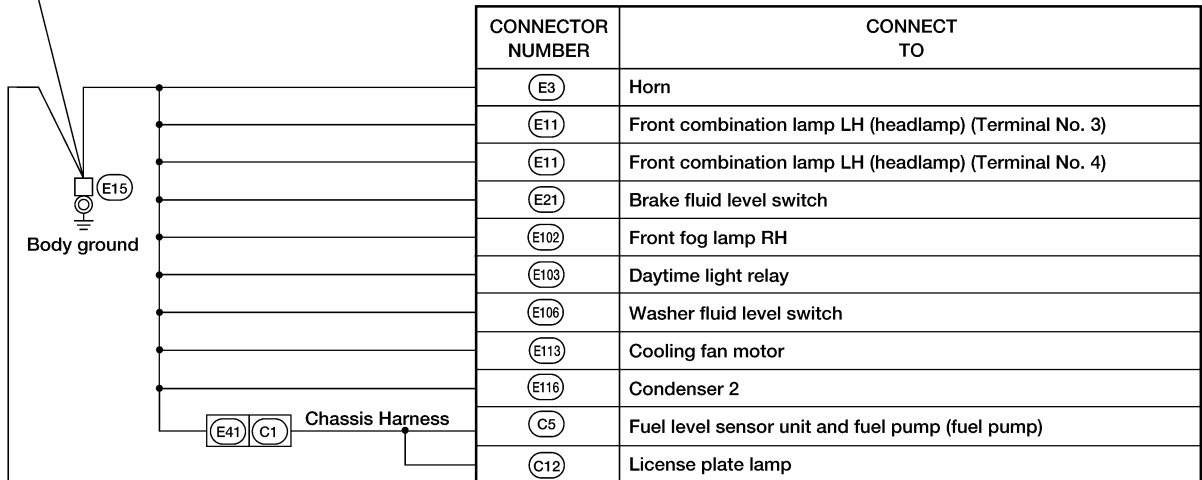 CONNECTOR NUMBER
CONNECT TO
E3 Horn
E11 Front combination lamp LH (headlamp) (Terminal No. 3)
E11 Front combination lamp LH (headlamp) (Terminal No. 4)
E15
E21 Brake fluid level switch
Body ground
E102 Front fog lamp RH
E103 Daytime light relay
E106 Washer fluid level switch
E113 Cooling fan motor
E116 Condenser 2
E41 C1 Chassis Harness
C5 Fuel level sensor unit and fuel pump (fuel pump)
C12 License plate lamp